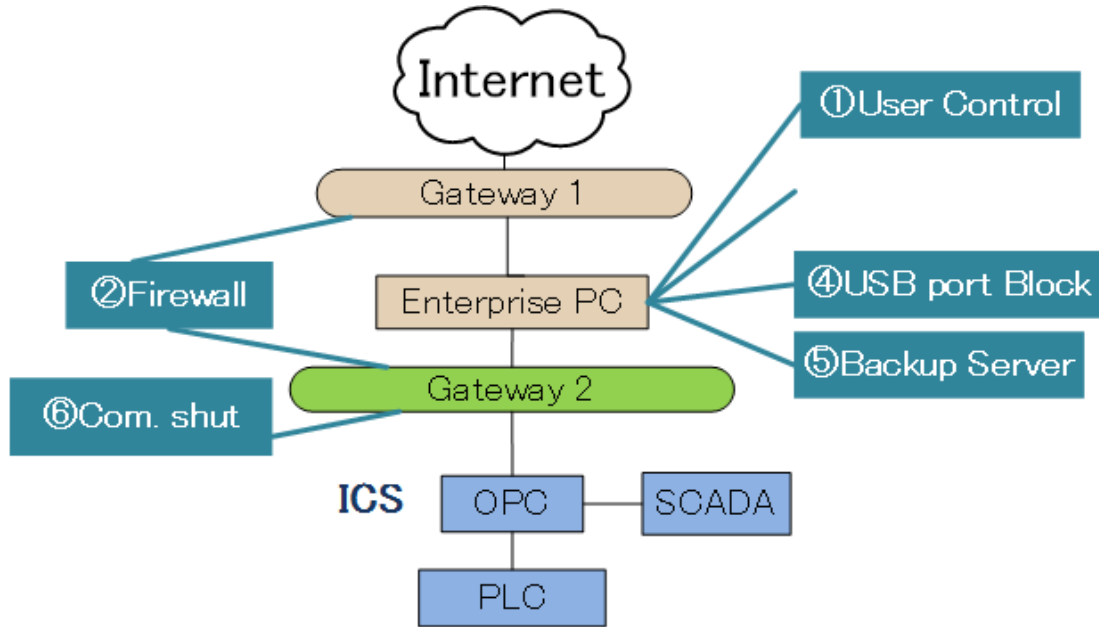 Internet
①User Control
Gateway 1
②Firewall
Enterprise PC
④USB port Block
⑤Backup Server
Gateway 2
⑥Com. shut
ICS
OPC
SCADA
PLC